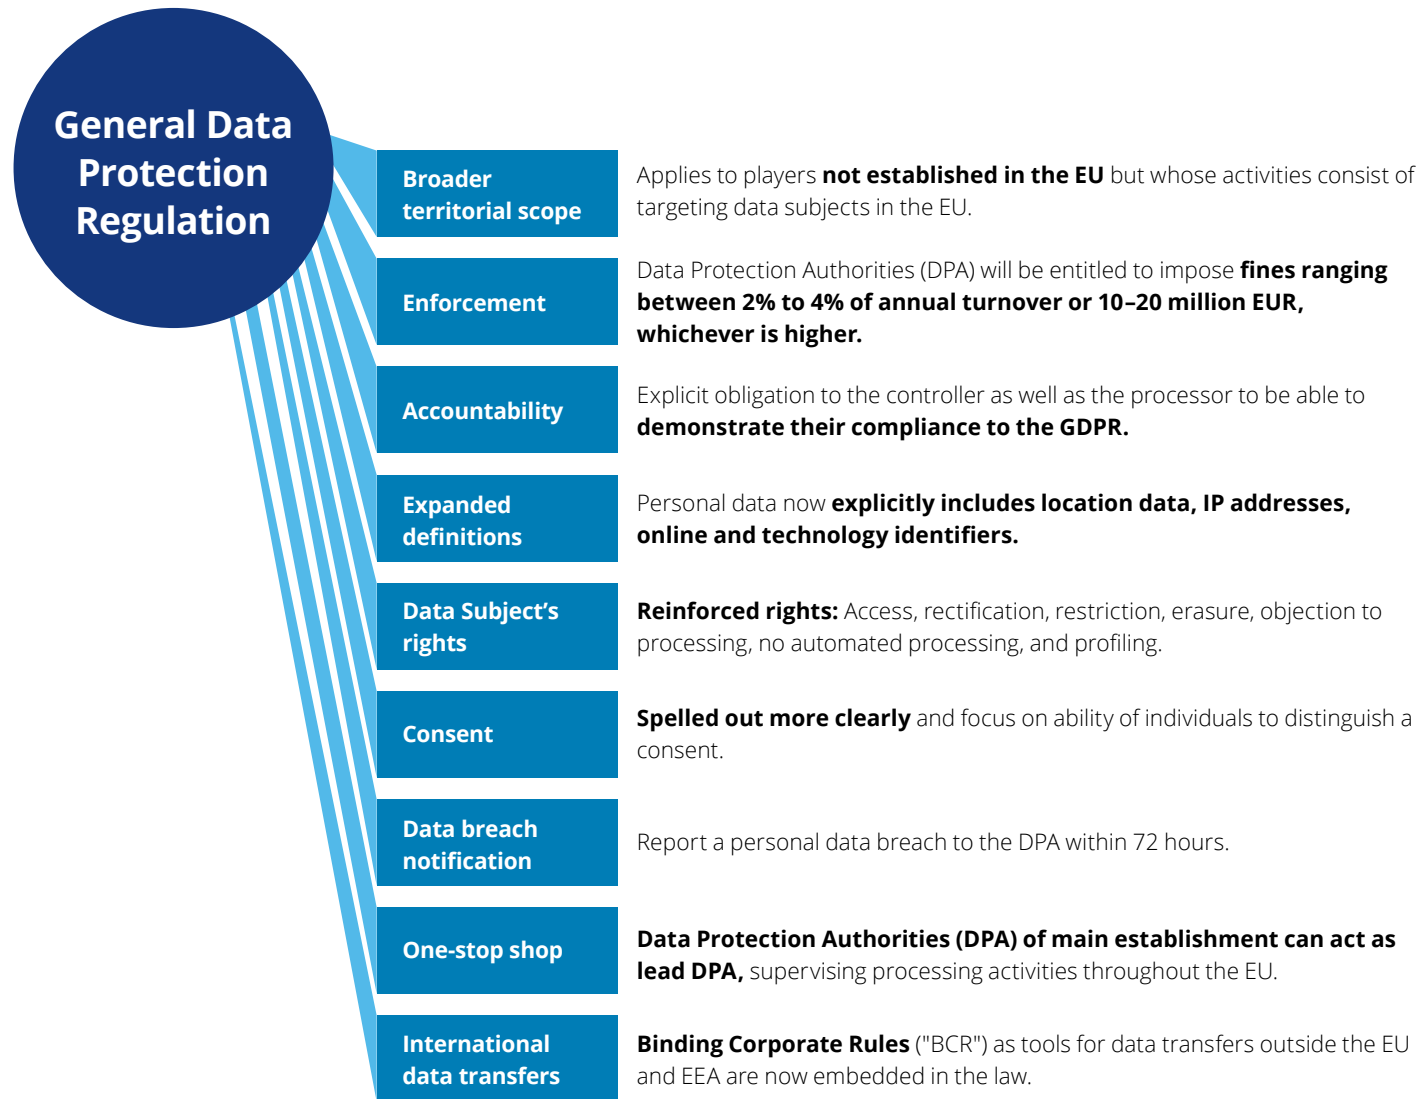 General Data
Protection
Regulation
Broader
territorial scope
Applies to players not established in the EU but whose activities consist of
targeting data subjects in the EU.
Enforcement
Data Protection Authorities (DPA) will be entitled to impose fines ranging
between 2% to 4% of annual turnover or 10–20 million EUR,
whichever is higher.
Accountability
Explicit obligation to the controller as well as the processor to be able to
demonstrate their compliance to the GDPR.
Expanded
definitions
Personal data now explicitly includes location data, IP addresses,
online and technology identifiers.
Data Subject’s
rights
Reinforced rights: Access, rectification, restriction, erasure, objection to
processing, no automated processing, and profiling.
Consent
Spelled out more clearly and focus on ability of individuals to distinguish a
consent.
Data breach
notification
Report a personal data breach to the DPA within 72 hours.
One-stop shop
Data Protection Authorities (DPA) of main establishment can act as
lead DPA, supervising processing activities throughout the EU.
International
data transfers
Binding Corporate Rules ("BCR") as tools for data transfers outside the EU
and EEA are now embedded in the law.